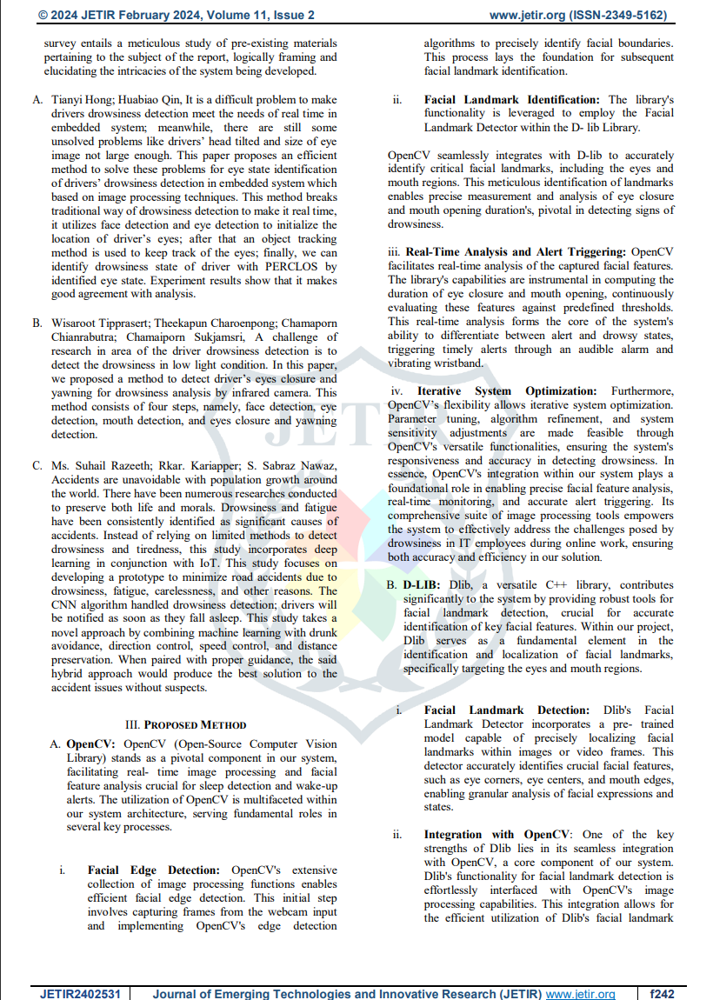 © 2024 JETIR February 2024, Volume 11, Issue 2
www.jetir.org (ISSN-2349-5162)
survey entails a meticulous study of pre-existing materials
pertaining to the subject of the report, logically framing and
elucidating the intricacies of the system being developed.
A. Tianyi Hong; Huabiao Qin, It is a difficult problem to make
drivers drowsiness detection meet the needs of real time in
embedded system; meanwhile, there are still some
unsolved problems like drivers' head tilted and size of eye
image not large enough. This paper proposes an efficient
method to solve these problems for eye state identification
of drivers' drowsiness detection in embedded system which
based on image processing techniques. This method breaks
traditional way of drowsiness detection to make it real time,
it utilizes face detection and eye detection to initialize the
location of driver's eyes; after that an object tracking
method is used to keep track of the eyes; finally, we can
identify drowsiness state of driver with PERCLOS by
identified eye state. Experiment results show that it makes
good agreement with analysis.
B. Wisaroot Tipprasert; Theekapun Charoenpong; Chamaporn
Chianrabutra; Chamaiporn Sukjamsri, A challenge of
research in area of the driver drowsiness detection is to
detect the drowsiness in low light condition. In this paper,
we proposed a method to detect driver's eyes closure and
yawning for drowsiness analysis by infrared camera. This
method consists of four steps, namely, face detection, eye
detection, mouth detection, and eyes closure and yawning
detection.
C. Ms. Suhail Razeeth; Rkar. Kariapper; S. Sabraz Nawaz,
Accidents are unavoidable with population growth around
the world. There have been numerous researches conducted
to preserve both life and morals. Drowsiness and fatigue
have been consistently identified as significant causes of
accidents. Instead of relying on limited methods to detect
drowsiness and tiredness, this study incorporates deep
learning in conjunction with IoT. This study focuses on
developing a prototype to minimize road accidents due to
drowsiness, fatigue, carelessness, and other reasons. The
CNN algorithm handled drowsiness detection; drivers will
be notified as soon as they fall asleep. This study takes a
novel approach by combining machine learning with drunk
avoidance, direction control, speed control, and distance
preservation. When paired with proper guidance, the said
hybrid approach would produce the best solution to the
accident issues without suspects.
III. PROPOSED METHOD
A. OpenCV: OpenCV (Open-Source Computer Vision
Library) stands as a pivotal component in our system,
facilitating real- time image processing and facial
feature analysis crucial for sleep detection and wake-up
alerts. The utilization of OpenCV is multifaceted within
our system architecture, serving fundamental roles in
several key processes.
i. Facial Edge Detection: OpenCV's extensive
collection of image processing functions enables
efficient facial edge detection. This initial step
involves capturing frames from the webcam input
and implementing OpenCV's edge detection
algorithms to precisely identify facial boundaries.
This process lays the foundation for subsequent
facial landmark identification.
ii. Facial Landmark Identification: The library's
functionality is leveraged to employ the Facial
Landmark Detector within the D- lib Library.
OpenCV seamlessly integrates with D-lib to accurately
identify critical facial landmarks, including the eyes and
mouth regions. This meticulous identification of landmarks
enables precise measurement and analysis of eye closure
and mouth opening duration's, pivotal in detecting signs of
drowsiness.
iii. Real-Time Analysis and Alert Triggering: OpenCV
facilitates real-time analysis of the captured facial features.
The library's capabilities are instrumental in computing the
duration of eye closure and mouth opening, continuously
evaluating these features against predefined thresholds.
This real-time analysis forms the core of the system's
ability to differentiate between alert and drowsy states,
triggering timely alerts through an audible alarm and
vibrating wristband.
iv. Iterative System Optimization: Furthermore,
OpenCV's flexibility allows iterative system optimization.
Parameter tuning, algorithm refinement, and system
sensitivity adjustments are made feasible through
OpenCV's versatile functionalities, ensuring the system's
responsiveness and accuracy in detecting drowsiness. In
essence, OpenCV's integration within our system plays a
foundational role in enabling precise facial feature analysis,
real-time monitoring, and accurate alert triggering. Its
comprehensive suite of image processing tools empowers
the system to effectively address the challenges posed by
drowsiness in IT employees during online work, ensuring
both accuracy and efficiency in our solution.
B. D-LIB: Dlib, a versatile C++ library, contributes
significantly to the system by providing robust tools for
facial landmark detection, crucial for accurate
identification of key facial features. Within our project,
Dlib serves as a fundamental element in the
identification and localization of facial landmarks,
specifically targeting the eyes and mouth regions.
i. Facial Landmark Detection: Dlib's Facial
Landmark Detector incorporates a pre- trained
model capable of precisely localizing facial
landmarks within images or video frames. This
detector accurately identifies crucial facial features,
such as eye corners, eye centers, and mouth edges,
enabling granular analysis of facial expressions and
states.
ii. Integration with OpenCV: One of the key
strengths of Dlib lies in its seamless integration
with OpenCV, a core component of our system.
Dlib's functionality for facial landmark detection is
effortlessly interfaced with OpenCV's image
processing capabilities. This integration allows for
the efficient utilization of Dlib's facial landmark
JETIR
JETIR2402531
Journal of Emerging Technologies and Innovative Research (JETIR) www.jetir.org
f242